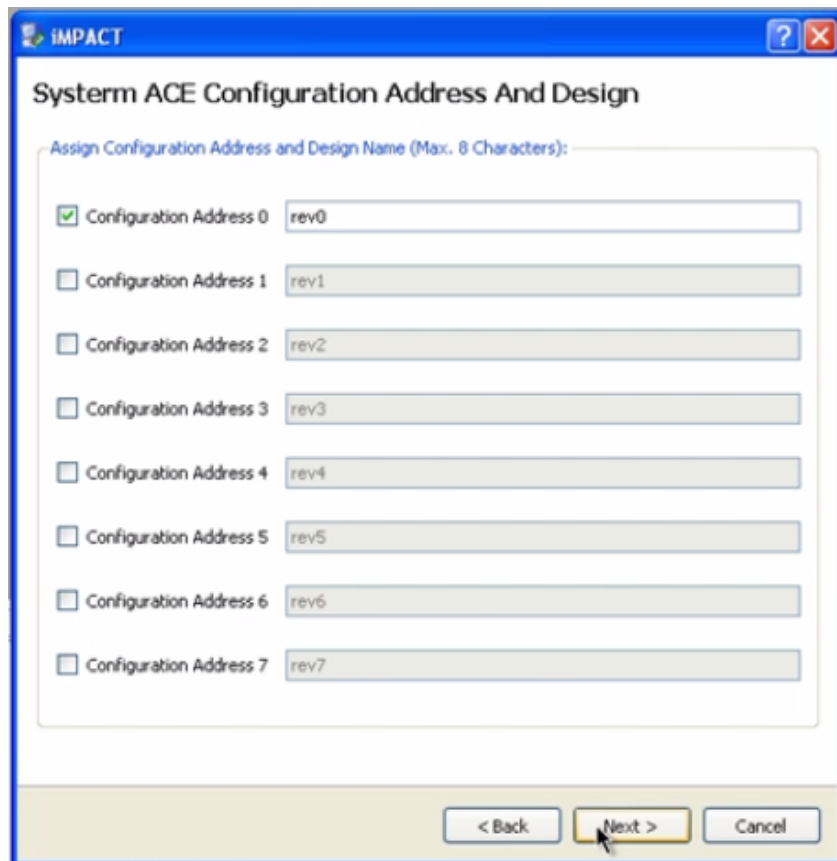 iMPACT
Systerm ACE Configuration Address And Design
Assign Configuration Address and Design Name (Max. 8 Characters):
Configuration Address 0 rev0
Configuration Address 1 rev1
Configuration Address 2 rev2
Configuration Address 3 rev3
Configuration Address 4 rev4
Configuration Address 5 rev5
Configuration Address 6 rev6
Configuration Address 7 rev7
< Back Next > Cancel